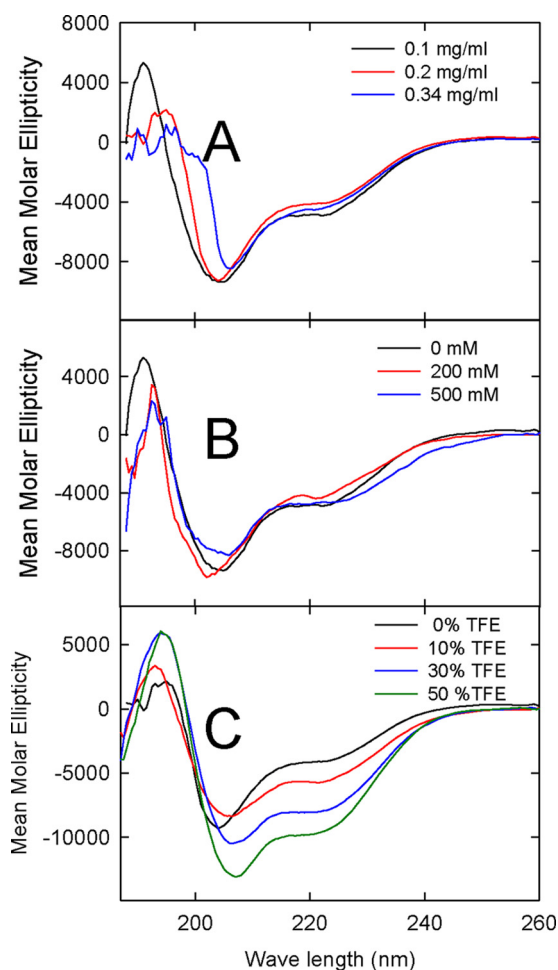 0.1 mg/ml
0.2 mg/ml
0.34 mg/ml
8000
4000
0
-4000
-8000
Mean Molar Ellipticity
A
0 mM
200 mM
500 mM
4000
0
-4000
-8000
Mean Molar Ellipticity
B
0% TFE
10% TFE
30% TFE
50 %TFE
5000
0
-5000
-10000
Mean Molar Ellipticity
C
200
220
240
260
Wave length (nm)